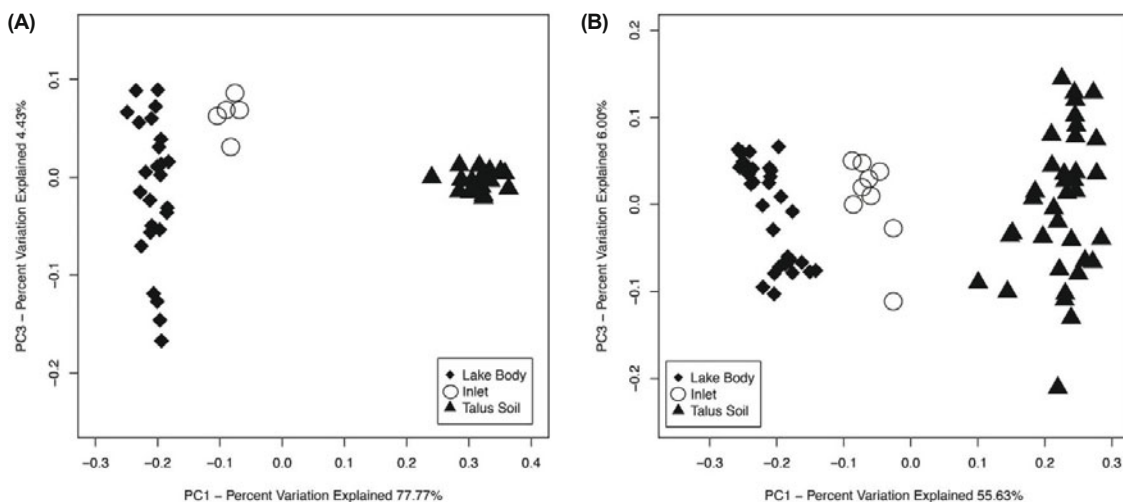 (A)
0.1
0.0
−0.1
−0.2
PC3 – Percent Variation Explained 4.43%
Lake Body
Inlet
Talus Soil
−0.3
−0.2
−0.1
0.0
0.1
0.2
0.3
0.4
PC1 – Percent Variation Explained 77.77%
(B)
0.2
0.1
0.0
−0.1
−0.2
PC3 – Percent Variation Explained 6.00%
Lake Body
Inlet
Talus Soil
−0.3
−0.2
−0.1
0.0
0.1
0.2
0.3
PC1 – Percent Variation Explained 55.63%